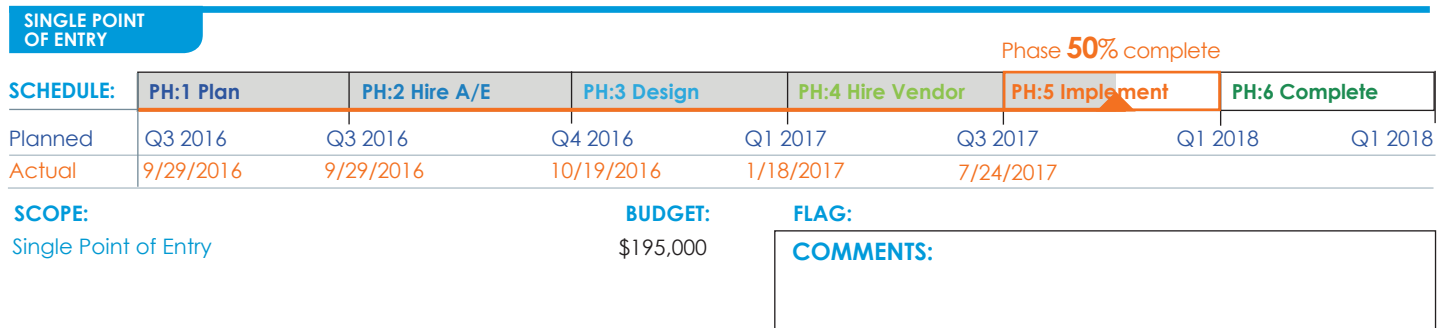 SINGLE POINT
OF ENTRY
Phase 50% complete
SCHEDULE: PH:1 Plan PH:2 Hire A/E PH:3 Design PH:4 Hire Vendor PH:5 Implement PH:6 Complete
Planned Q3 2016 Q3 2016 Q4 2016 Q1 2017 Q3 2017 Q1 2018 Q1 2018
Actual 9/29/2016 9/29/2016 10/19/2016 1/18/2017 7/24/2017
SCOPE: BUDGET: FLAG:
Single Point of Entry $195,000
COMMENTS: